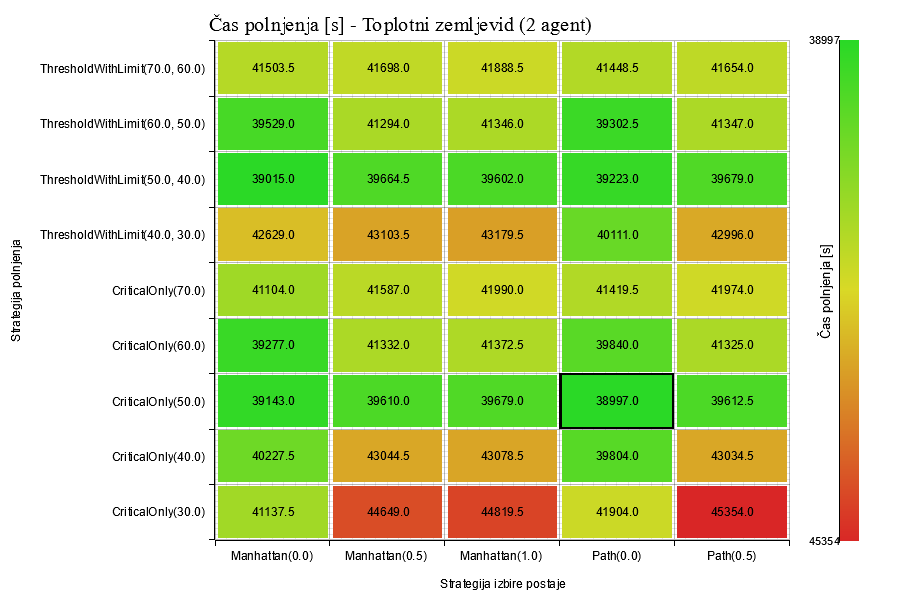 Čas polnjenja [s] - Toplotni zemljevid (2 agent)
38997
ThresholdWithLimit(70.0, 60.0) 41503.5 41698.0 41888.5 41448.5 41654.0
ThresholdWithLimit(60.0, 50.0) 39529.0 41294.0 41346.0 39302.5 41347.0
ThresholdWithLimit(50.0, 40.0) 39015.0 39664.5 39602.0 39223.0 39679.0
ThresholdWithLimit(40.0, 30.0) 42629.0 43103.5 43179.5 40111.0 42996.0
CriticalOnly(70.0) 41104.0 41587.0 41990.0 41419.5 41974.0
CriticalOnly(60.0) 39277.0 41332.0 41372.5 39840.0 41325.0
CriticalOnly(50.0) 39143.0 39610.0 39679.0 38997.0 39612.5
CriticalOnly(40.0) 40227.5 43044.5 43078.5 39804.0 43034.5
CriticalOnly(30.0) 41137.5 44649.0 44819.5 41904.0 45354.0
Strategija polnjenja
Čas polnjenja [s]
45354
Manhattan(0.0) Manhattan(0.5) Manhattan(1.0) Path(0.0) Path(0.5)
Strategija izbire postaje